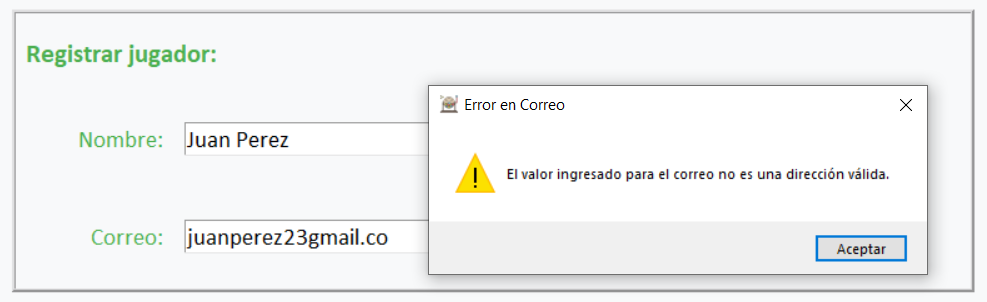 Registrar jugador:
Error en Correo
Nombre: Juan Perez
El valor ingresado para el correo no es una dirección válida.
Correo: juanperez23gmail.co
Aceptar